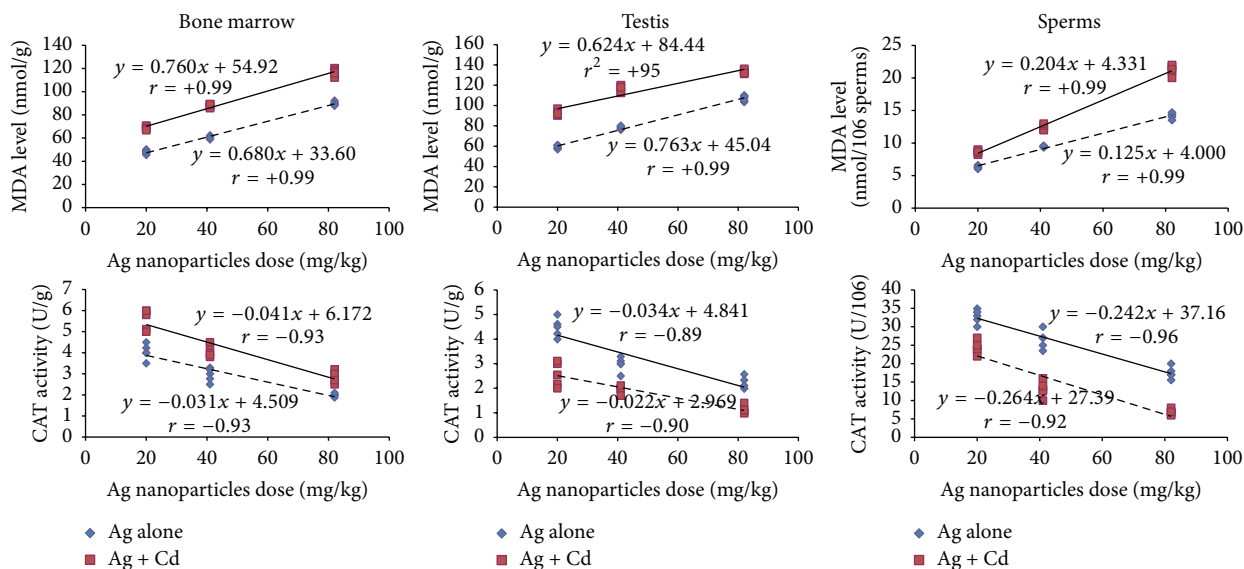 Bone marrow
MDA level (nmol/g)
140
120
100
80
60
40
20
0
y = 0.760x + 54.92
r = +0.99
y = 0.680x + 33.60
r = +0.99
0 20 40 60 80 100
Ag nanoparticles dose (mg/kg)
Testis
MDA level (nmol/g)
160
140
120
100
80
60
40
20
0
y = 0.624x + 84.44
r² = +95
y = 0.763x + 45.04
r = +0.99
0 20 40 60 80 100
Ag nanoparticles dose (mg/kg)
Sperms
MDA level
(nmol/106 sperms)
25
20
15
10
5
0
y = 0.204x + 4.331
r = +0.99
y = 0.125x + 4.000
r = +0.99
0 20 40 60 80 100
Ag nanoparticles dose (mg/kg)
CAT activity (U/g)
7
6
5
4
3
2
1
0
y = −0.041x + 6.172
r = −0.93
y = −0.031x + 4.509
r = −0.93
0 20 40 60 80 100
Ag nanoparticles dose (mg/kg)
Ag alone
Ag + Cd
CAT activity (U/g)
6
5
4
3
2
1
0
y = −0.034x + 4.841
r = −0.89
y = −0.022x + 2.969
r = −0.90
0 20 40 60 80 100
Ag nanoparticles dose (mg/kg)
Ag alone
Ag + Cd
CAT activity (U/106)
40
35
30
25
20
15
10
5
0
y = −0.242x + 37.16
r = −0.96
y = −0.264x + 27.39
r = −0.92
0 20 40 60 80 100
Ag nanoparticles dose (mg/kg)
Ag alone
Ag + Cd